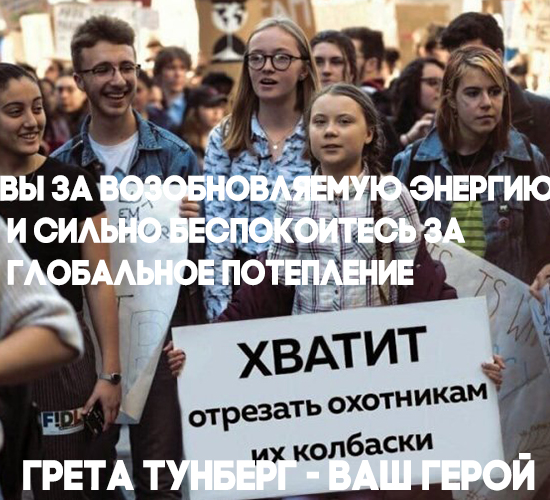 ВЫ ЗА ВОЗОБНОВЛЯЕМУЮ ЭНЕРГИЮ
И СИЛЬНО БЕСПОКОИТЕСЬ ЗА
ГЛОБАЛЬНОЕ ПОТЕПЛЕНИЕ
ХВАТИТ
отрезать охотникам
их колбаски
ГРЕТА ТУНБЕРГ - ВАШ ГЕРОЙ